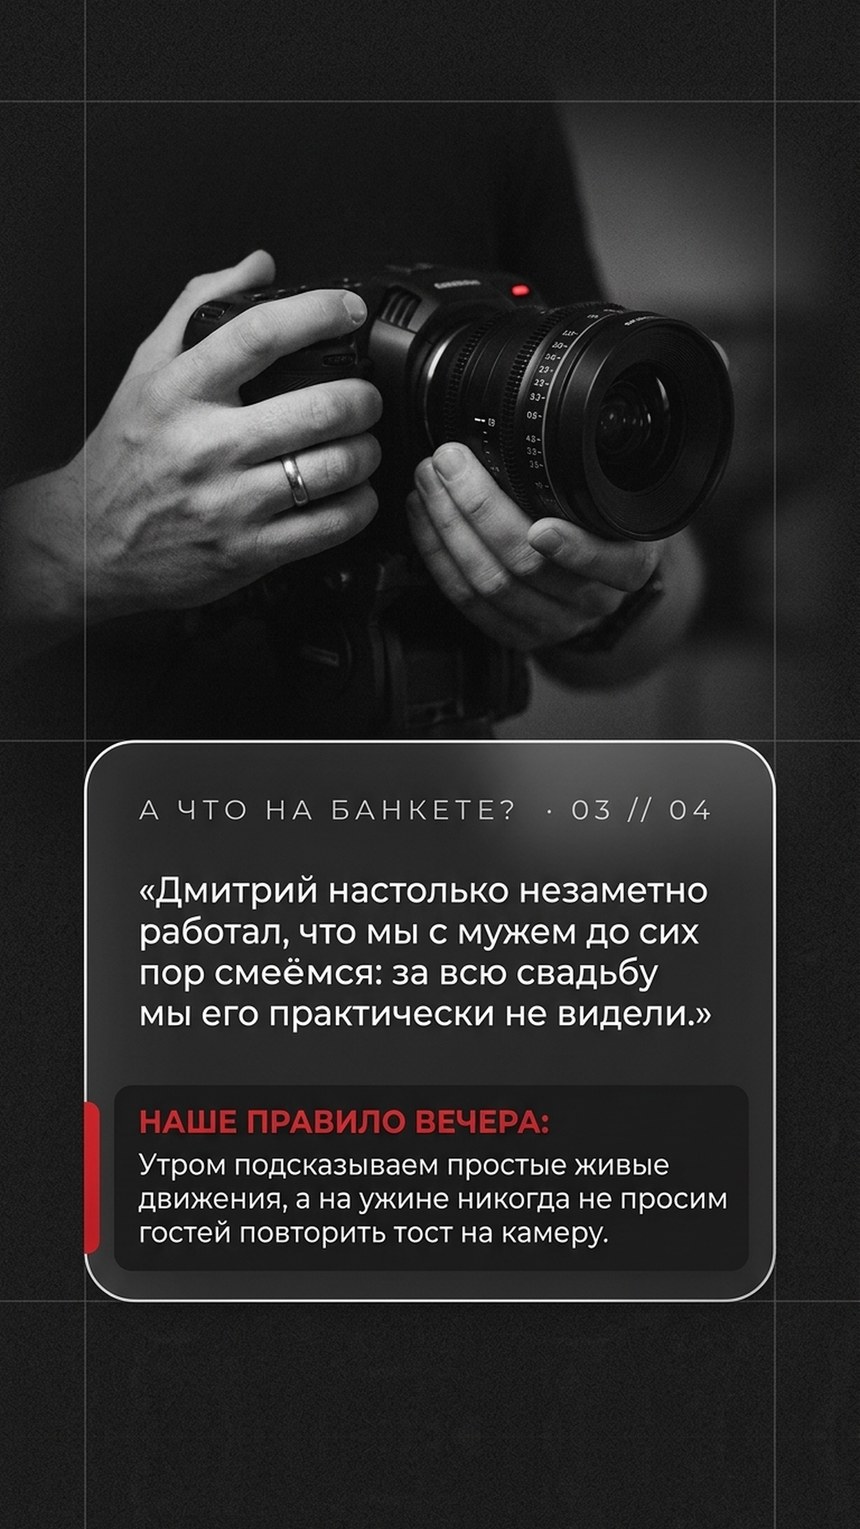 А ЧТО НА БАНКЕТЕ? · 03 // 04
«Дмитрий настолько незаметно
работал, что мы с мужем до сих
пор смеёмся: за всю свадьбу
мы его практически не видели.»
НАШЕ ПРАВИЛО ВЕЧЕРА:
Утром подсказываем простые живые
движения, а на ужине никогда не просим
гостей повторить тост на камеру.